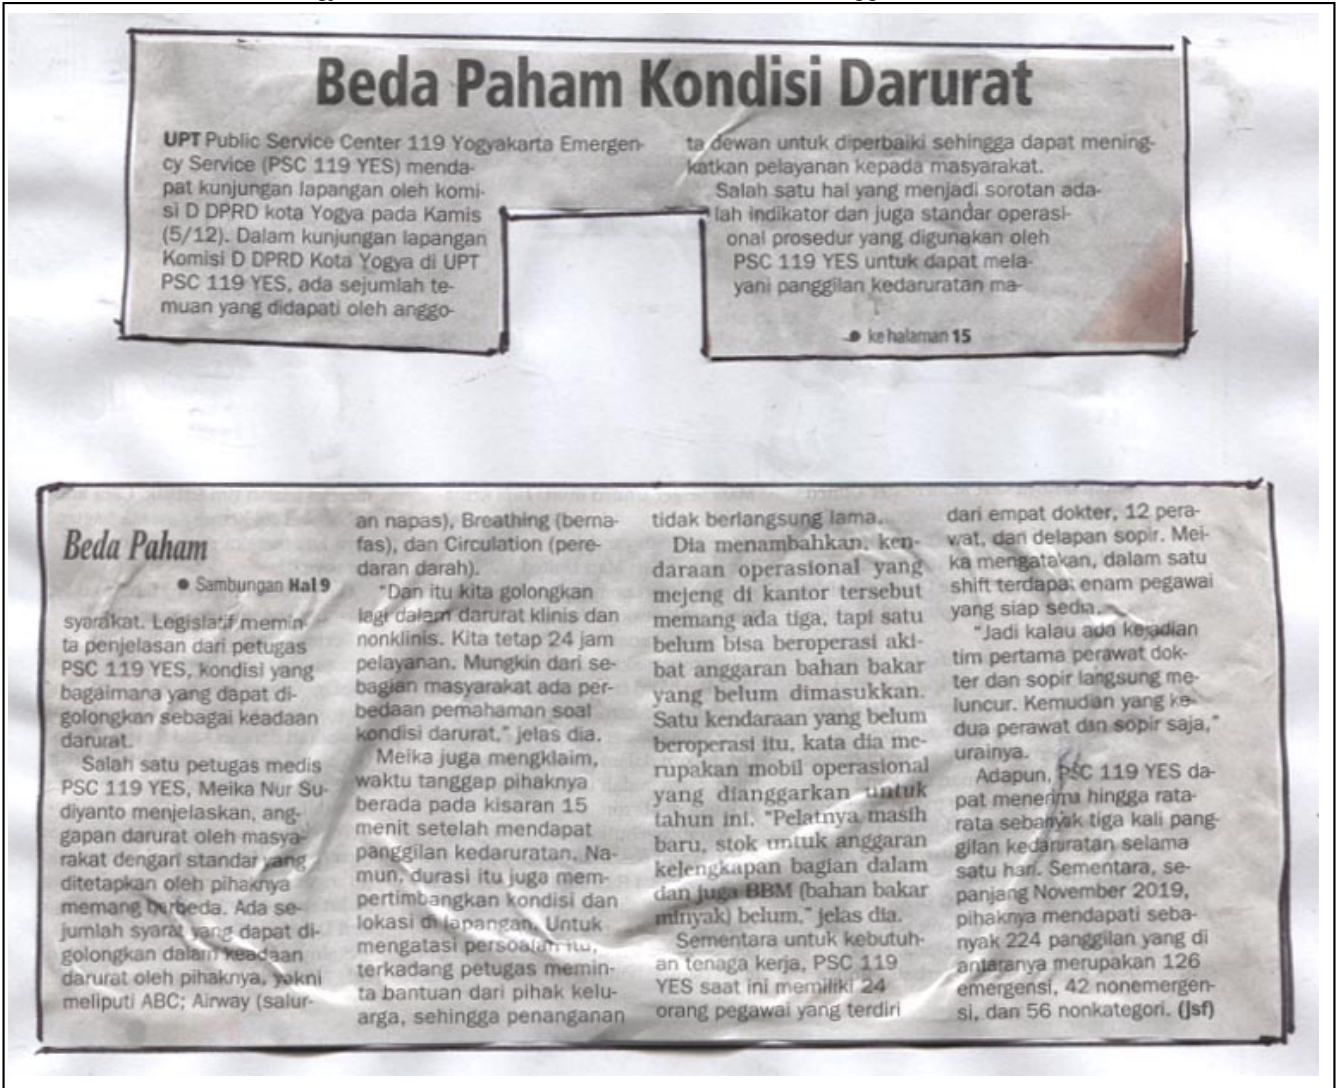 Beda Paham Kondisi Darurat
UPT Public Service Center 119 Yogyakarta Emergen-
cy Service (PSC 119 YES) menda-
pat kunjungan lapangan oleh komi-
si D DPRD kota Yogya pada Kamis
(5/12). Dalam kunjungan lapangan
Komisi D DPRD Kota Yogya di UPT
PSC 119 YES, ada sejumlah te-
muan yang didapati oleh anggo-
ta dewan untuk diperbaiki sehingga dapat mening-
katkan pelayanan kepada masyarakat.
Salah satu hal yang menjadi sorotan ada-
lah indikator dan juga standar operasi-
onal prosedur yang digunakan oleh
PSC 119 YES untuk dapat mela-
yani panggilan kedaruratan ma-
● ke halaman 15
Beda Paham
● Sambungan Hal 9
syarakat. Legislatif memin-
ta penjelasan dari petugas
PSC 119 YES, kondisi yang
bagaimana yang dapat di-
golongkan sebagai keadaan
darurat.
Salah satu petugas medis
PSC 119 YES, Meika Nur Su-
diyanto menjelaskan, ang-
gapan darurat oleh masya-
rakat dengan standar yang
ditetapkan oleh pihaknya
memang berbeda. Ada se-
jumlah syarat yang dapat di-
golongkan dalam keadaan
darurat oleh pihaknya, yakni
meliputi ABC; Airway (salur-
an napas), Breathing (berna-
fas), dan Circulation (pere-
daran darah).
"Dan itu kita golongkan
lagi dalam darurat klinis dan
nonklinis. Kita tetap 24 jam
pelayanan. Mungkin dari se-
bagian masyarakat ada per-
bedaan pemahaman soal
kondisi darurat," jelas dia.
Meika juga mengklaim,
waktu tanggap pihaknya
berada pada kisaran 15
menit setelah mendapat
panggilan kedaruratan. Na-
mun, durasi itu juga mem-
pertimbangkan kondisi dan
lokasi di lapangan. Untuk
mengatasi persoalan itu,
terkadang petugas memin-
ta bantuan dari pihak kelu-
arga, sehingga penanganan
tidak berlangsung lama.
Dia menambahkan, ken-
daraan operasional yang
mejeng di kantor tersebut
memang ada tiga, tapi satu
belum bisa beroperasi aki-
bat anggaran bahan bakar
yang belum dimasukkan.
Satu kendaraan yang belum
beroperasi itu, kata dia me-
rupakan mobil operasional
yang dianggarkan untuk
tahun ini. "Pelatnya masih
baru, stok untuk anggaran
kelengkapan bagian dalam
dan juga BBM (bahan bakar
minyak) belum," jelas dia.
Sementara untuk kebutuh-
an tenaga kerja, PSC 119
YES saat ini memiliki 24
orang pegawai yang terdiri
dari empat dokter, 12 pera-
wat, dan delapan sopir. Mei-
ka mengatakan, dalam satu
shift terdapat enam pegawai
yang siap sedia.
"Jadi kalau ada kejadian
tim pertama perawat dok-
ter dan sopir langsung me-
luncur. Kemudian yang ke-
dua perawat dan sopir saja,"
urainya.
Adapun, PSC 119 YES da-
pat menerima hingga rata-
rata sebanyak tiga kali pang-
gilan kedaruratan selama
satu hari. Sementara, se-
panjang November 2019,
pihaknya mendapati seba-
nyak 224 panggilan yang di
antaranya merupakan 126
emergensi, 42 nonemergen-
si, dan 56 nonkategori. (jsf)